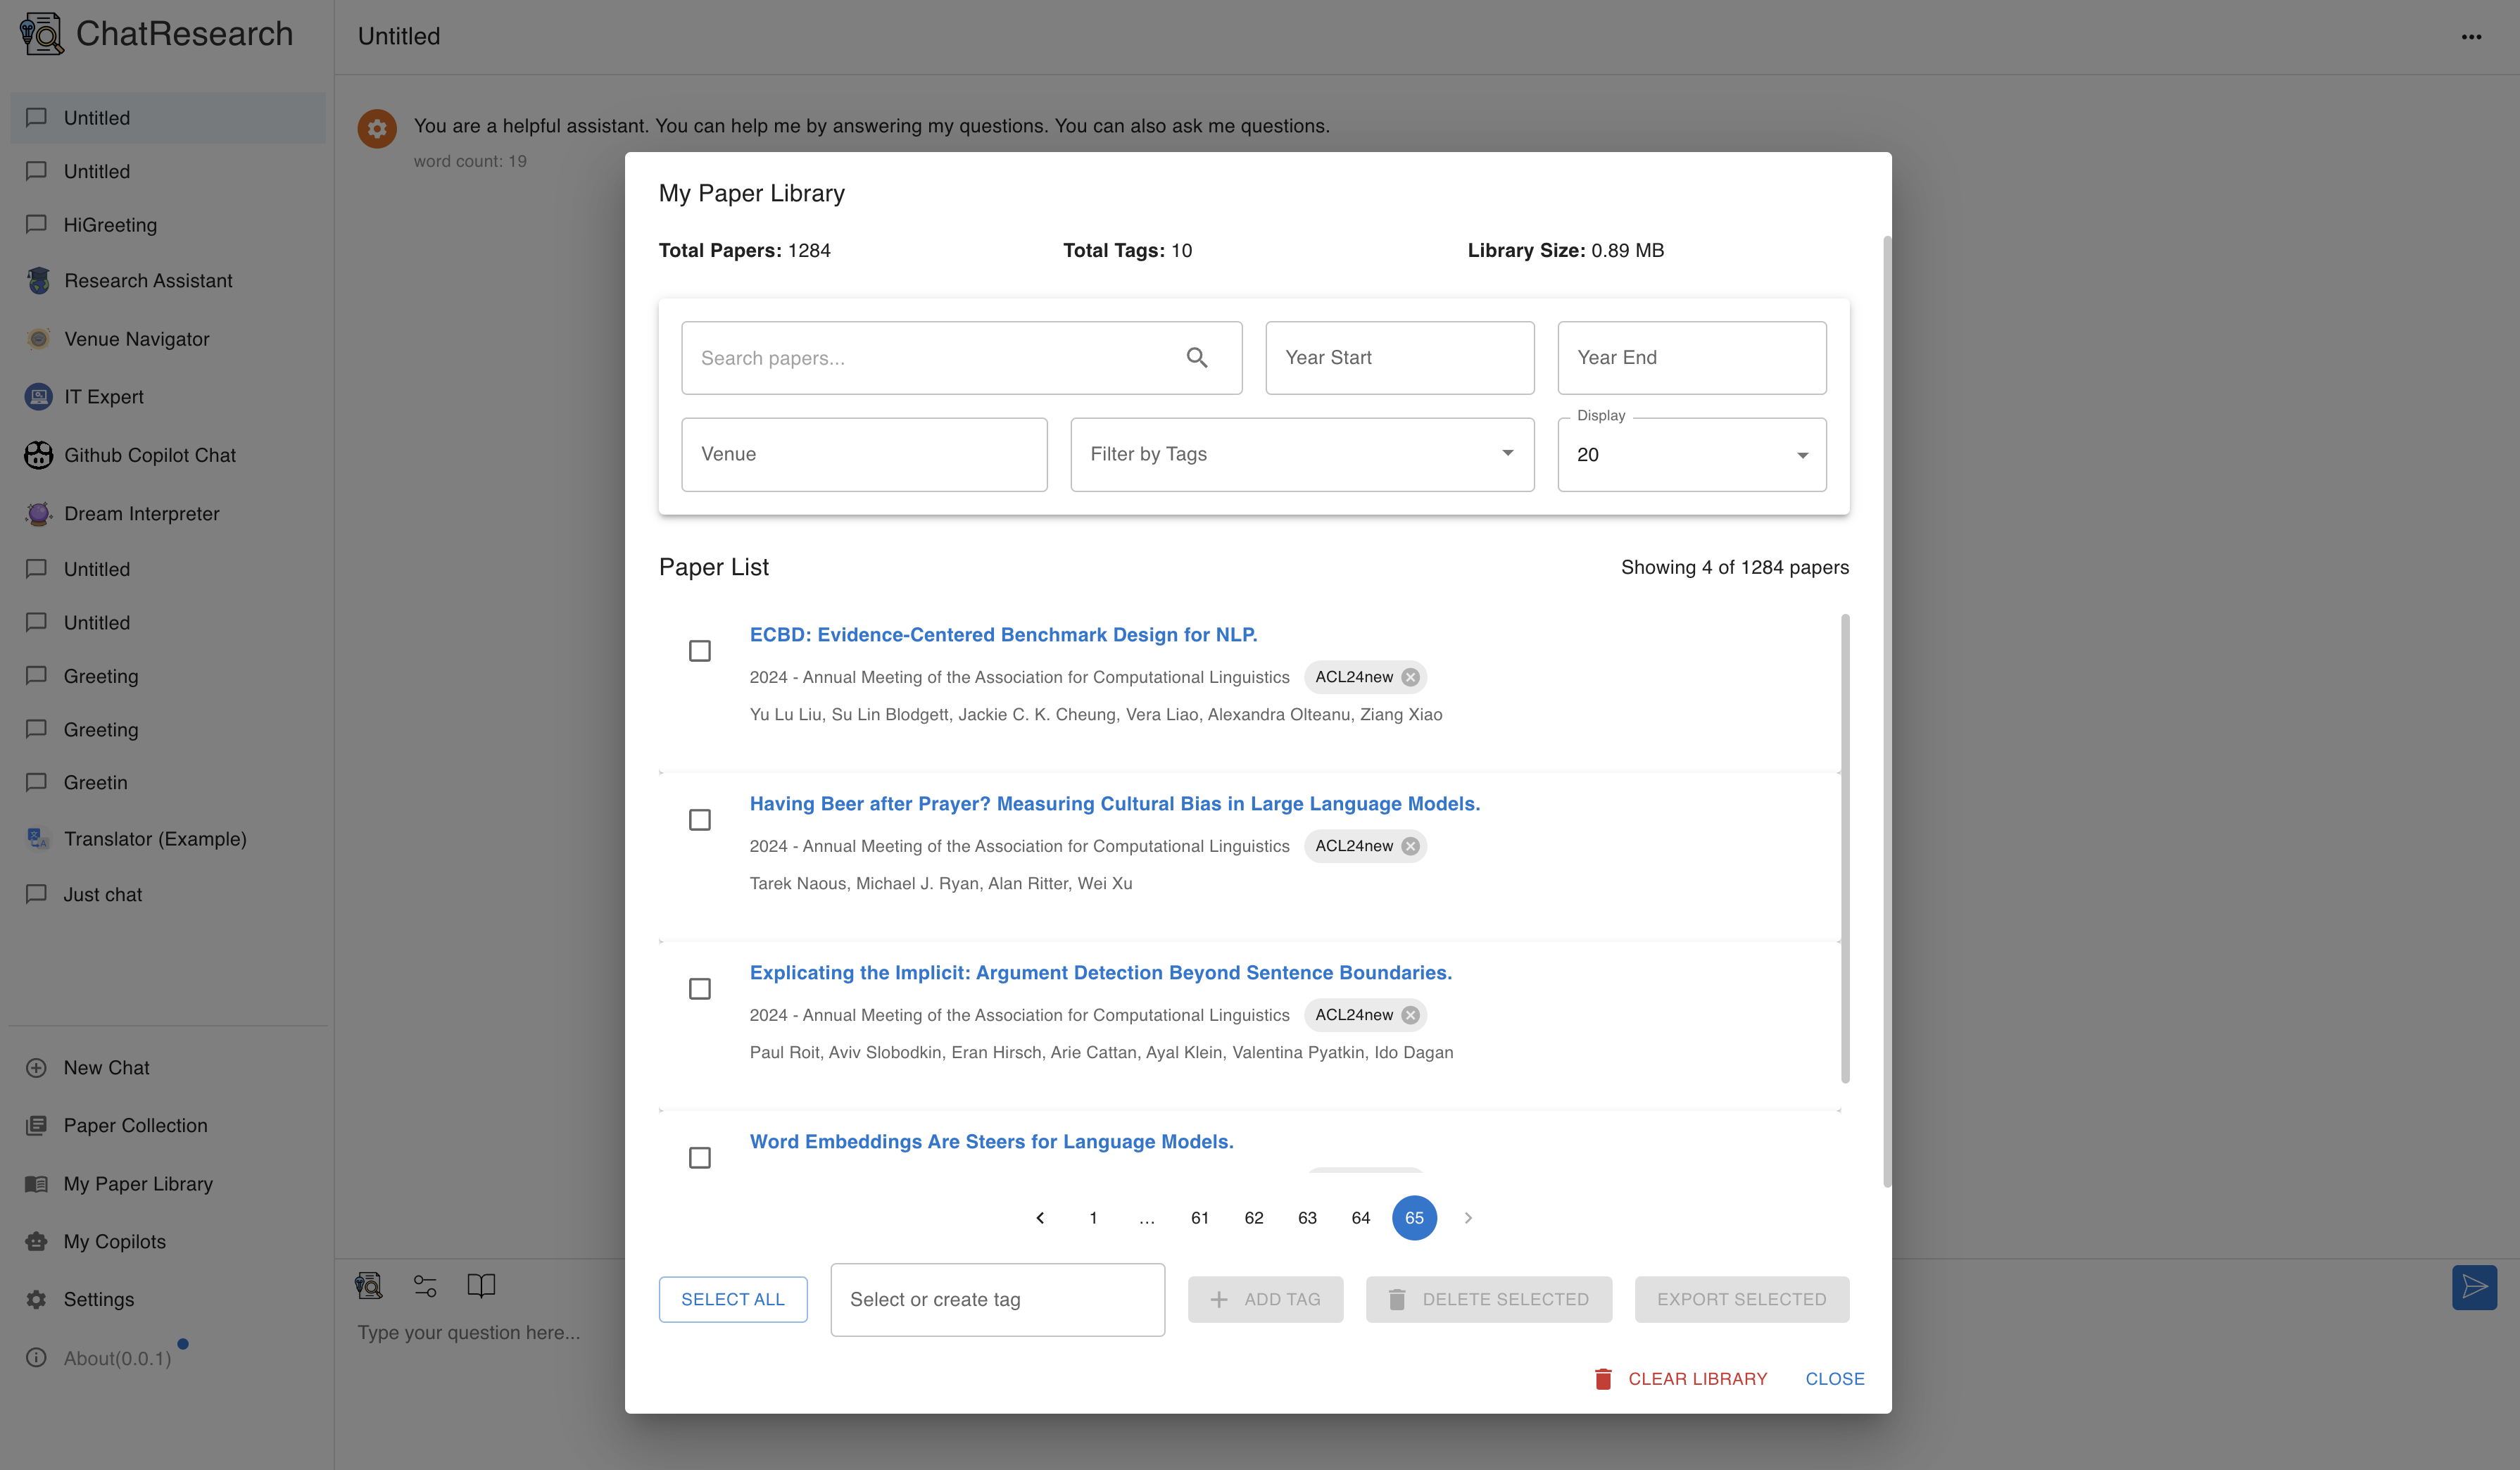 ChatResearch
Untitled
Untitled
HiGreeting
Research Assistant
Venue Navigator
IT Expert
Github Copilot Chat
Dream Interpreter
Untitled
Untitled
Greeting
Greeting
Greetin
Translator (Example)
Just chat
New Chat
Paper Collection
My Paper Library
My Copilots
Settings
About(0.0.1)
Untitled
You are a helpful assistant. You can help me by answering my questions. You can also ask me questions.
word count: 19
My Paper Library
Total Papers: 1284 Total Tags: 10 Library Size: 0.89 MB
Search papers... Year Start Year End
Display
Venue Filter by Tags 20
Paper List Showing 4 of 1284 papers
ECBD: Evidence-Centered Benchmark Design for NLP.
2024 - Annual Meeting of the Association for Computational Linguistics ACL24new
Yu Lu Liu, Su Lin Blodgett, Jackie C. K. Cheung, Vera Liao, Alexandra Olteanu, Ziang Xiao
Having Beer after Prayer? Measuring Cultural Bias in Large Language Models.
2024 - Annual Meeting of the Association for Computational Linguistics ACL24new
Tarek Naous, Michael J. Ryan, Alan Ritter, Wei Xu
Explicating the Implicit: Argument Detection Beyond Sentence Boundaries.
2024 - Annual Meeting of the Association for Computational Linguistics ACL24new
Paul Roit, Aviv Slobodkin, Eran Hirsch, Arie Cattan, Ayal Klein, Valentina Pyatkin, Ido Dagan
Word Embeddings Are Steers for Language Models.
1 ... 61 62 63 64 65
SELECT ALL Select or create tag ADD TAG DELETE SELECTED EXPORT SELECTED
CLEAR LIBRARY CLOSE
Type your question here...